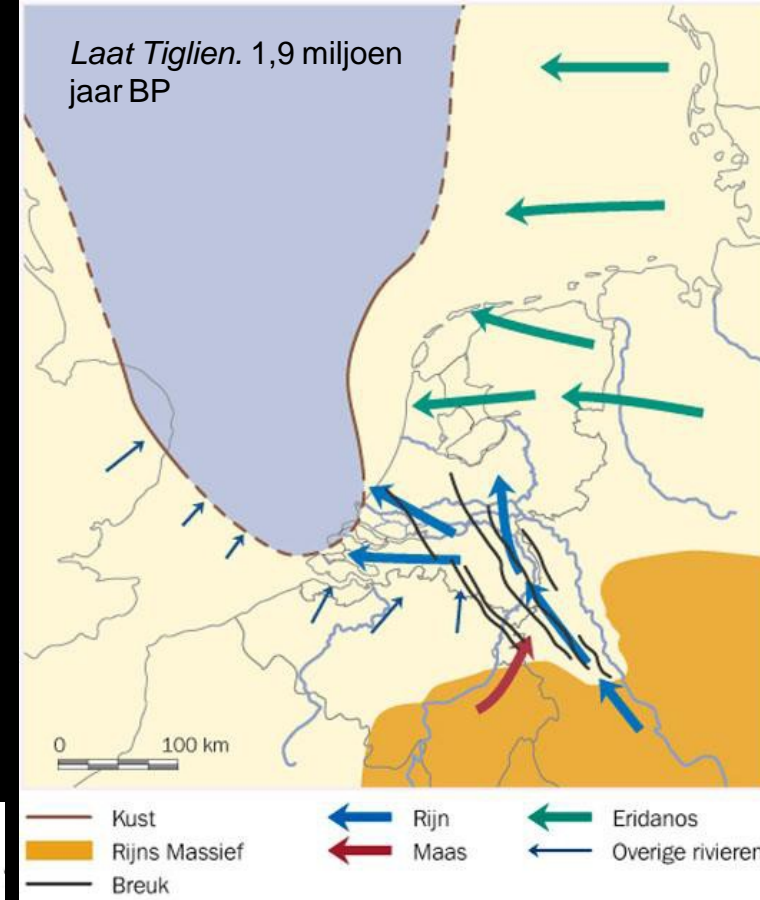 Laat Tiglien. 1,9 miljoen
jaar BP
0 100 km
Kust Rijn Eridanos
Rijns Massief Maas Overige rivieren
Breuk